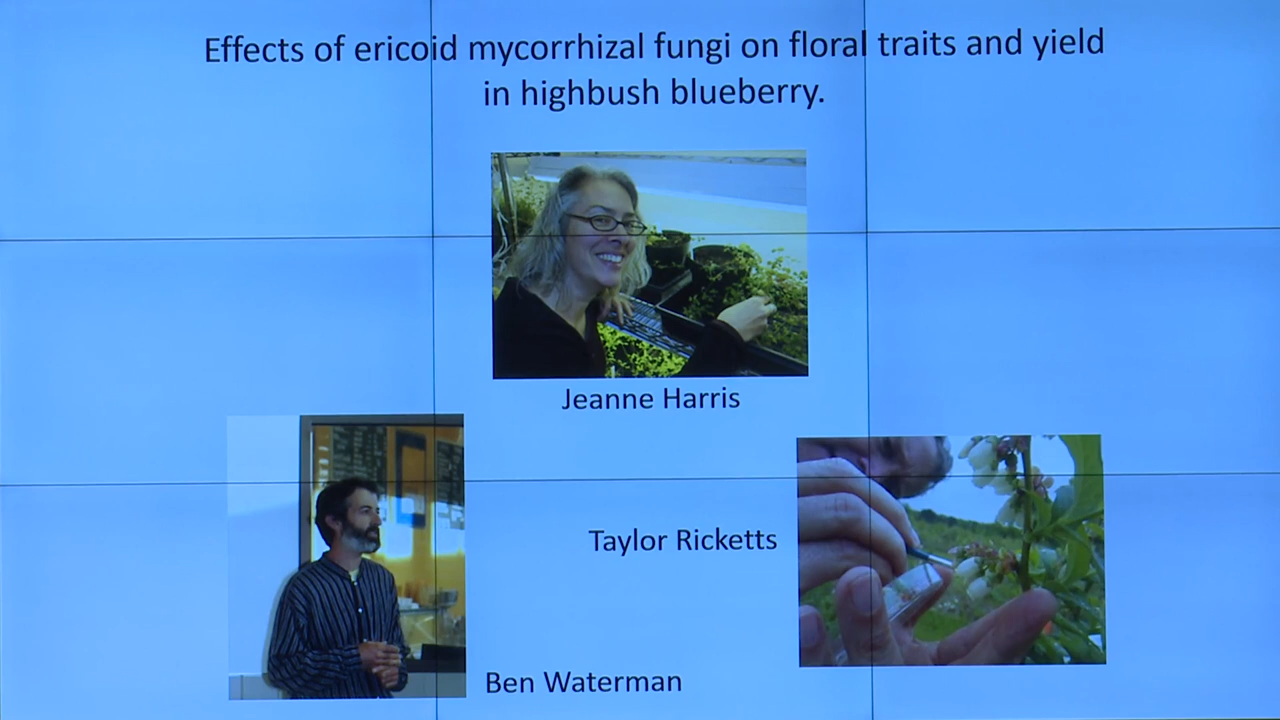 Effects of ericoid mycorrhizal fungi on floral traits and yield
in highbush blueberry.
Jeanne Harris
Taylor Ricketts
Ben Waterman